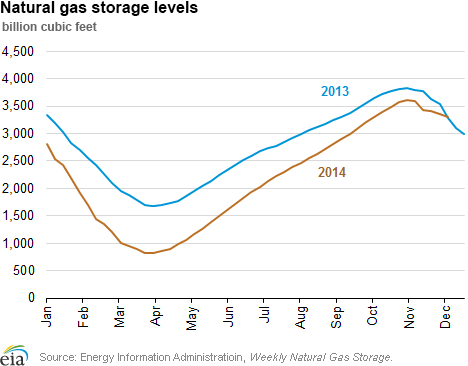 Natural gas storage levels
billion cubic feet
4,500
4,000
3,500
3,000
2,500
2,000
1,500
1,000
500
0
2013
2014
Jan
Feb
Mar
Apr
May
Jun
Jul
Aug
Sep
Oct
Nov
Dec
eia
Source: Energy Information Administratioin, Weekly Natural Gas Storage.